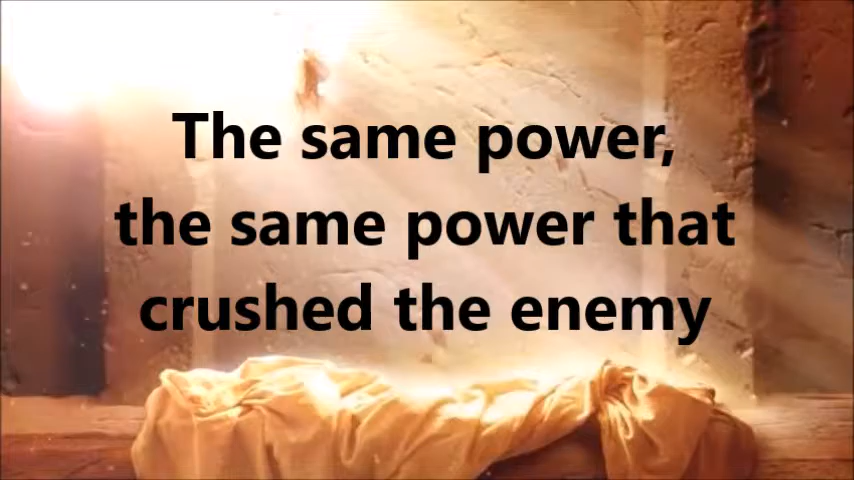 The same power,
the same power that
crushed the enemy